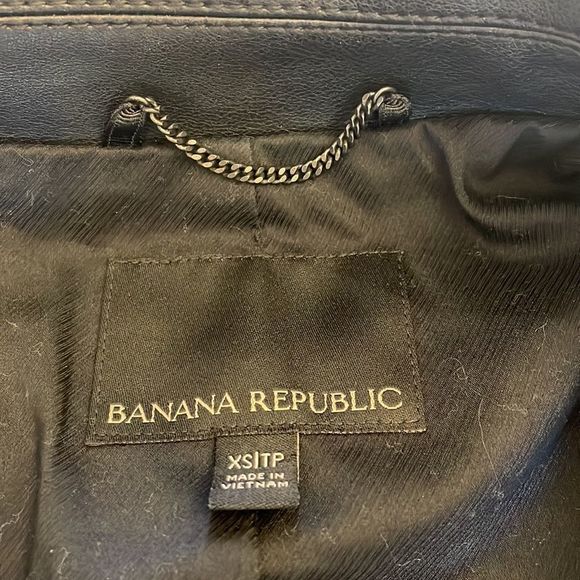 BANANA REPUBLIC
XS|TP
MADE IN
VIETNAM